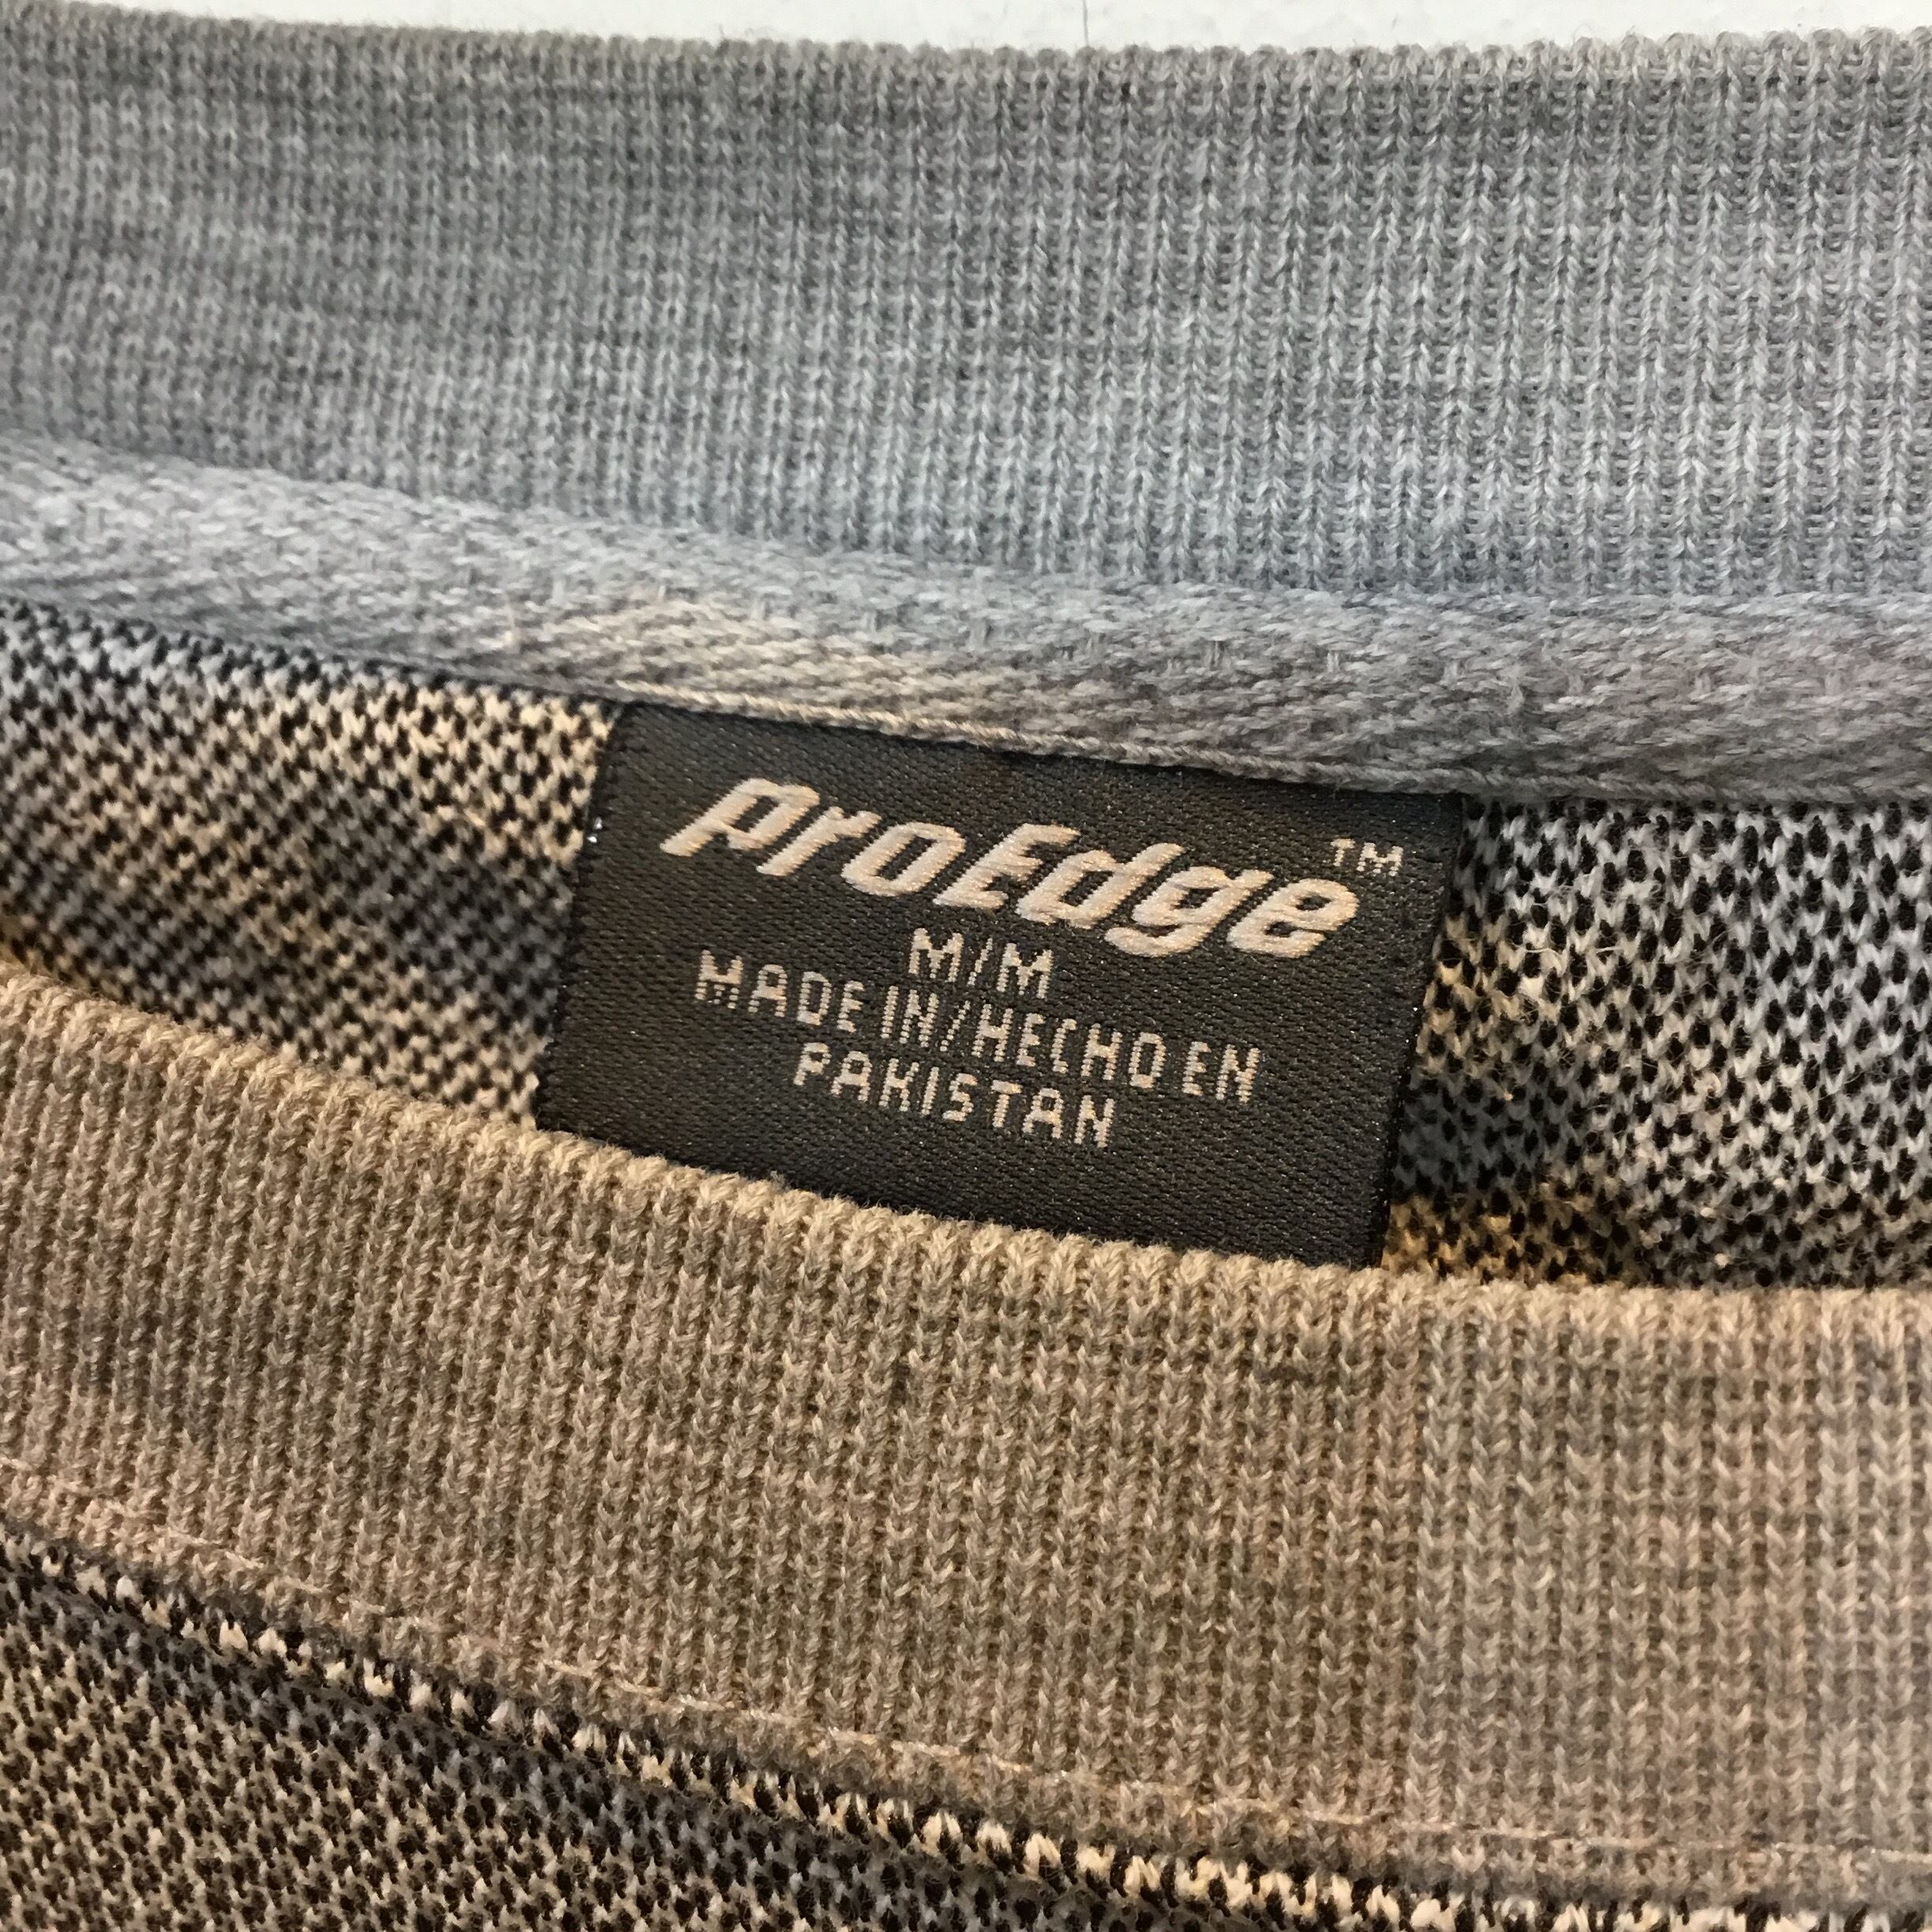 proEdge™
M/M
MADE IN/HECHO EN
PAKISTAN